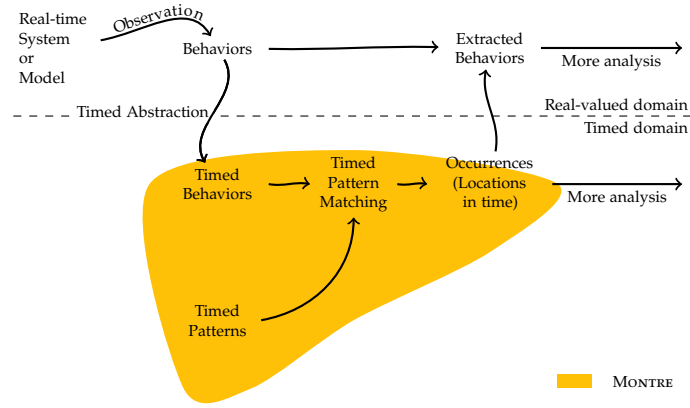 Real-time
System
or
Model
Observation
Behaviors
Extracted
Behaviors
More analysis
Timed Abstraction
Real-valued domain
Timed domain
Timed
Behaviors
Timed
Pattern
Matching
Occurrences
(Locations
in time)
More analysis
Timed
Patterns
MONTRE